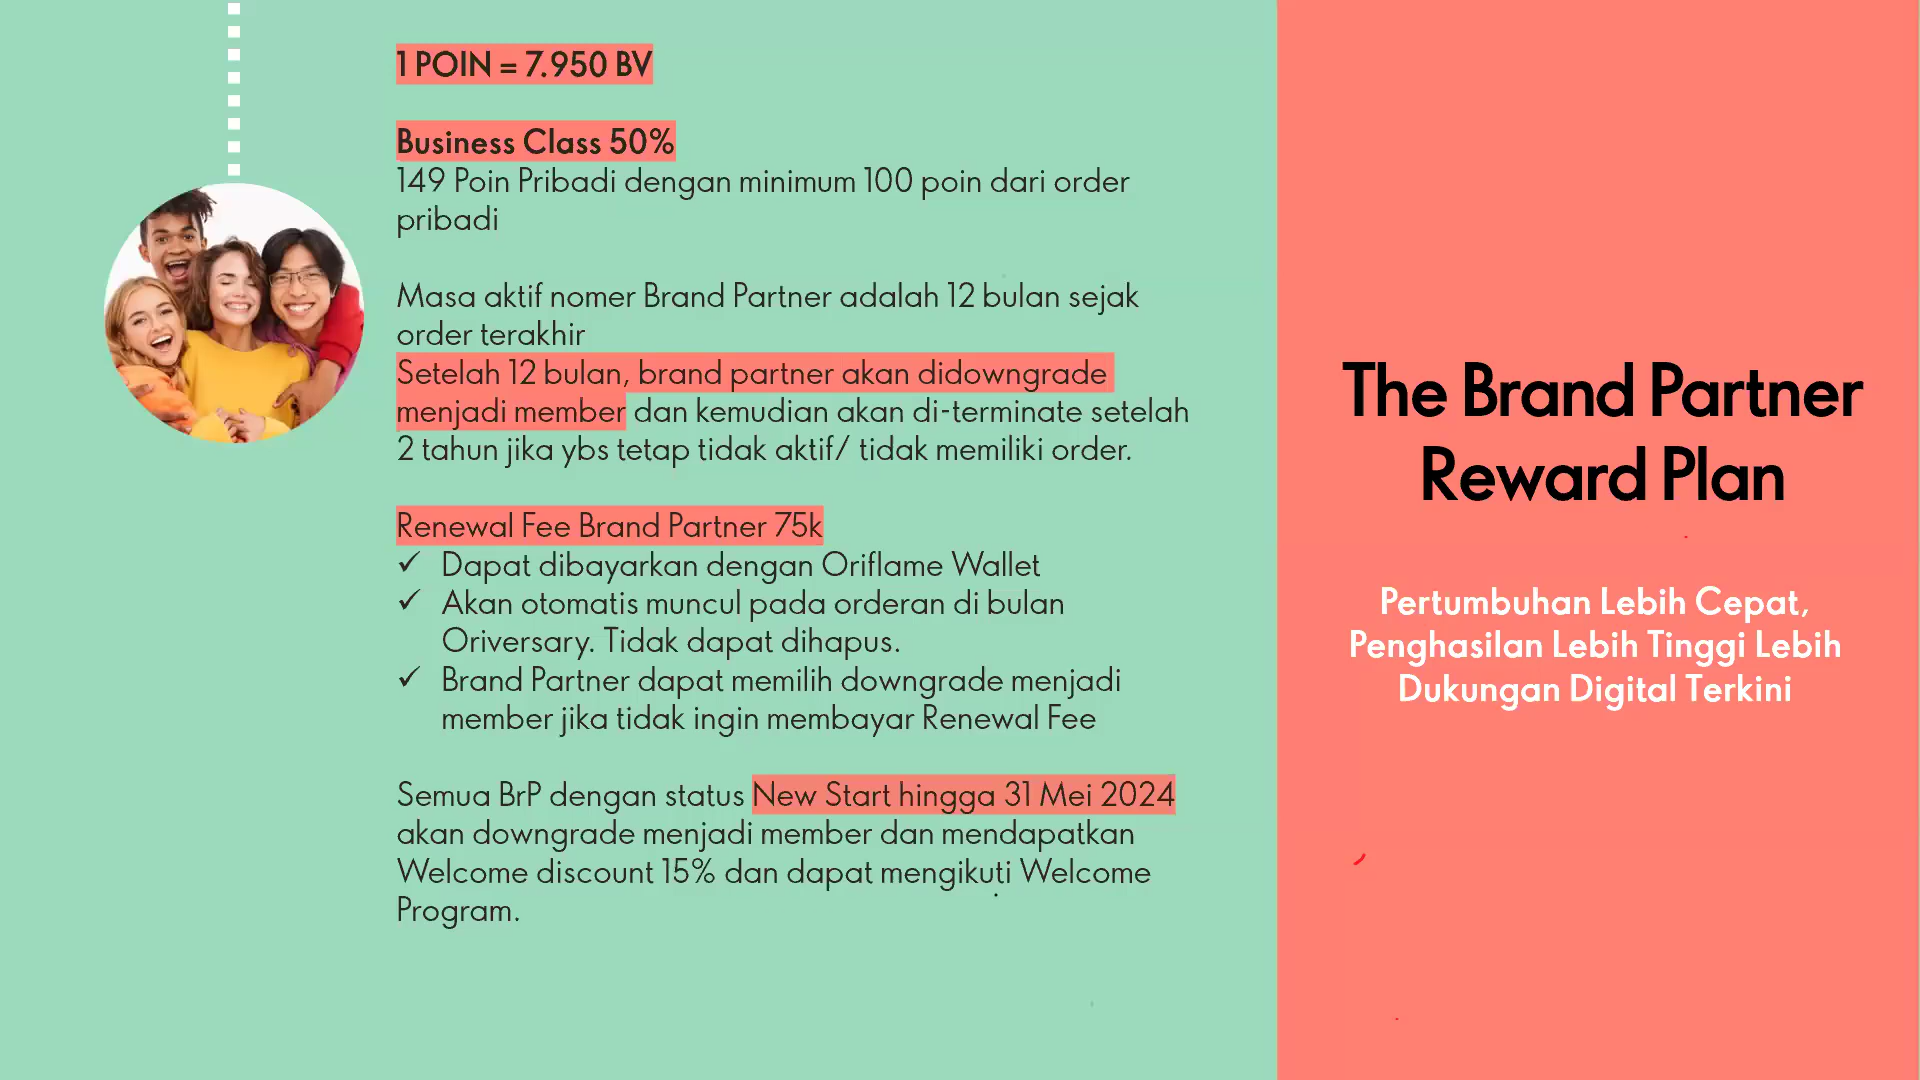 1 POIN = 7.950 BV
Business Class 50%
149 Poin Pribadi dengan minimum 100 poin dari order
pribadi
Masa aktif nomer Brand Partner adalah 12 bulan sejak
order terakhir
Setelah 12 bulan, brand partner akan didowngrade
menjadi member dan kemudian akan di-terminate setelah
2 tahun jika ybs tetap tidak aktif/ tidak memiliki order.
Renewal Fee Brand Partner 75k
✓ Dapat dibayarkan dengan Oriflame Wallet
✓ Akan otomatis muncul pada orderan di bulan
Oriversary. Tidak dapat dihapus.
✓ Brand Partner dapat memilih downgrade menjadi
member jika tidak ingin membayar Renewal Fee
Semua BrP dengan status New Start hingga 31 Mei 2024
akan downgrade menjadi member dan mendapatkan
Welcome discount 15% dan dapat mengikuti Welcome
Program.
The Brand Partner
Reward Plan
Pertumbuhan Lebih Cepat,
Penghasilan Lebih Tinggi Lebih
Dukungan Digital Terkini